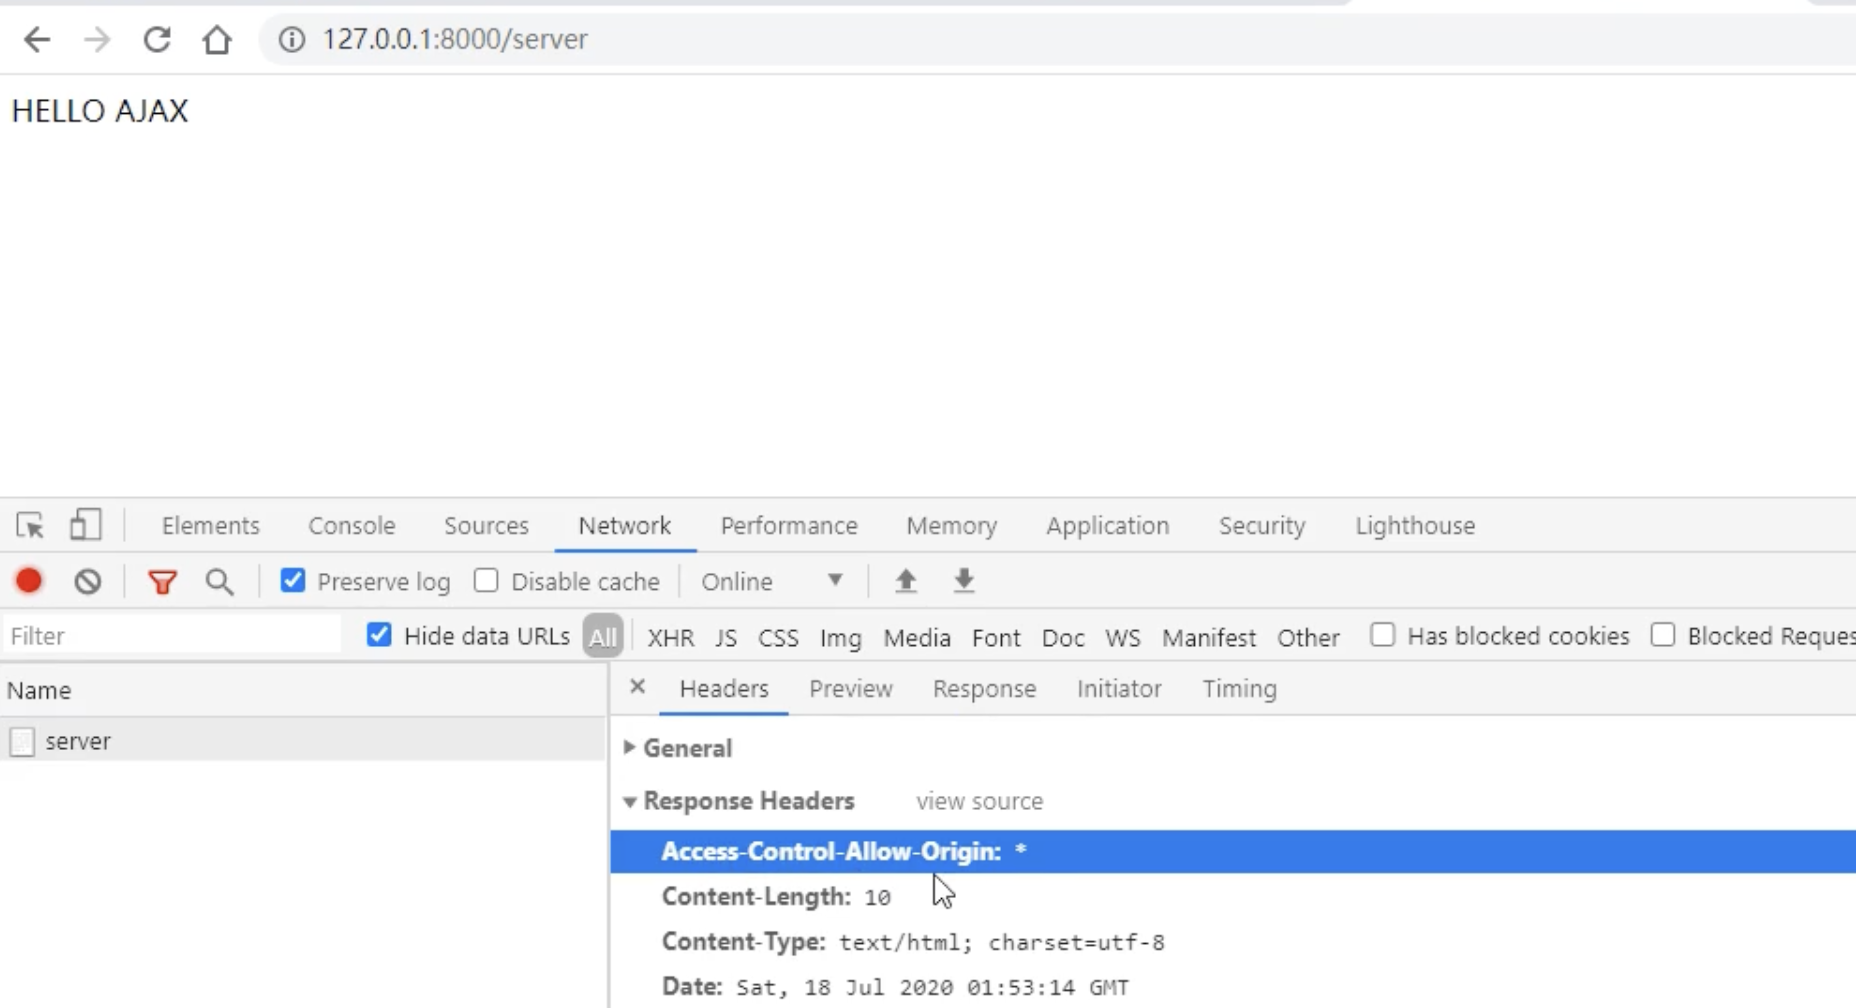 127.0.0.1:8000/server
HELLO AJAX
Elements Console Sources Network Performance Memory Application Security Lighthouse
Preserve log Disable cache Online
Filter Hide data URLs All XHR JS CSS Img Media Font Doc WS Manifest Other Has blocked cookies Blocked Reques
Name Headers Preview Response Initiator Timing
server
General
Response Headers view source
Access-Control-Allow-Origin: *
Content-Length: 10
Content-Type: text/html; charset=utf-8
Date: Sat, 18 Jul 2020 01:53:14 GMT